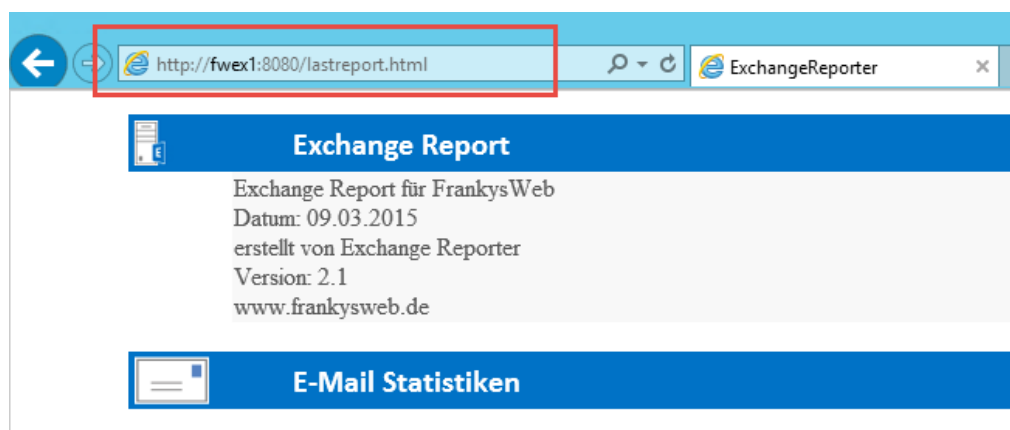 http://fwex1:8080/lastreport.html
ExchangeReporter
Exchange Report
Exchange Report für FrankysWeb
Datum: 09.03.2015
erstellt von Exchange Reporter
Version: 2.1
www.frankysweb.de
E-Mail Statistiken